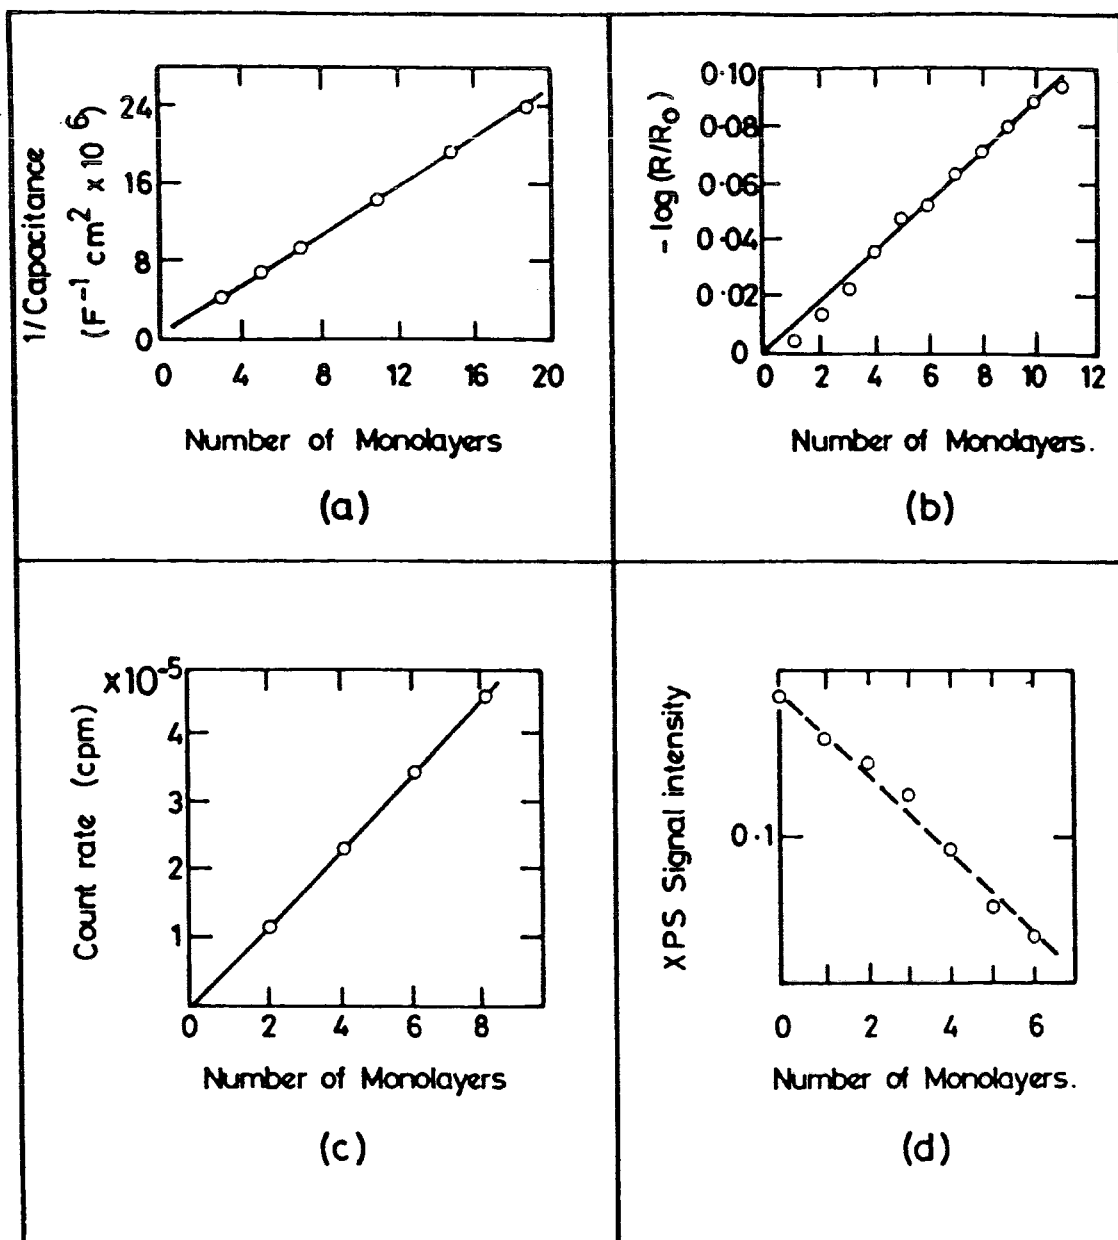 1/Capacitance
(F⁻¹ cm² x 10⁶)
24
16
8
0
0 4 8 12 16 20
Number of Monolayers
(a)
- log (R/R₀)
0·10
0·08
0·06
0·04
0·02
0
0 2 4 6 8 10 12
Number of Monolayers.
(b)
x10⁻⁵
Count rate (cpm)
4
3
2
1
0 2 4 6 8
Number of Monolayers
(c)
XPS Signal intensity
0·1
0 2 4 6
Number of Monolayers.
(d)